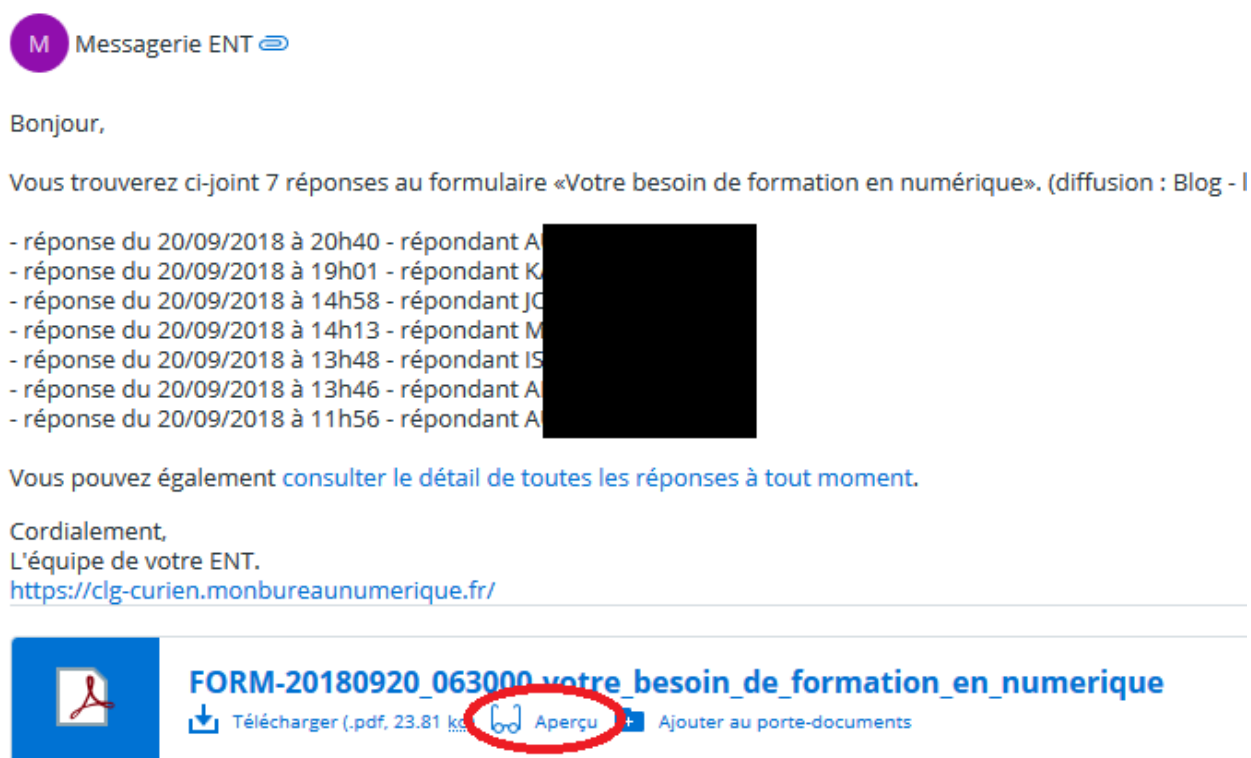 M Messagerie ENT
Bonjour,
Vous trouverez ci-joint 7 réponses au formulaire «Votre besoin de formation en numérique». (diffusion : Blog -
- réponse du 20/09/2018 à 20h40 - répondant
- réponse du 20/09/2018 à 19h01 - répondant
- réponse du 20/09/2018 à 14h58 - répondant
- réponse du 20/09/2018 à 14h13 - répondant
- réponse du 20/09/2018 à 13h48 - répondant
- réponse du 20/09/2018 à 13h46 - répondant
- réponse du 20/09/2018 à 11h56 - répondant
Vous pouvez également consulter le détail de toutes les réponses à tout moment.
Cordialement,
L'équipe de votre ENT.
https://clg-curien.monbureaunumerique.fr/
FORM-20180920_063000_votre_besoin_de_formation_en_numerique
Télécharger (.pdf, 23.81 Aperçu Ajouter au porte-documents